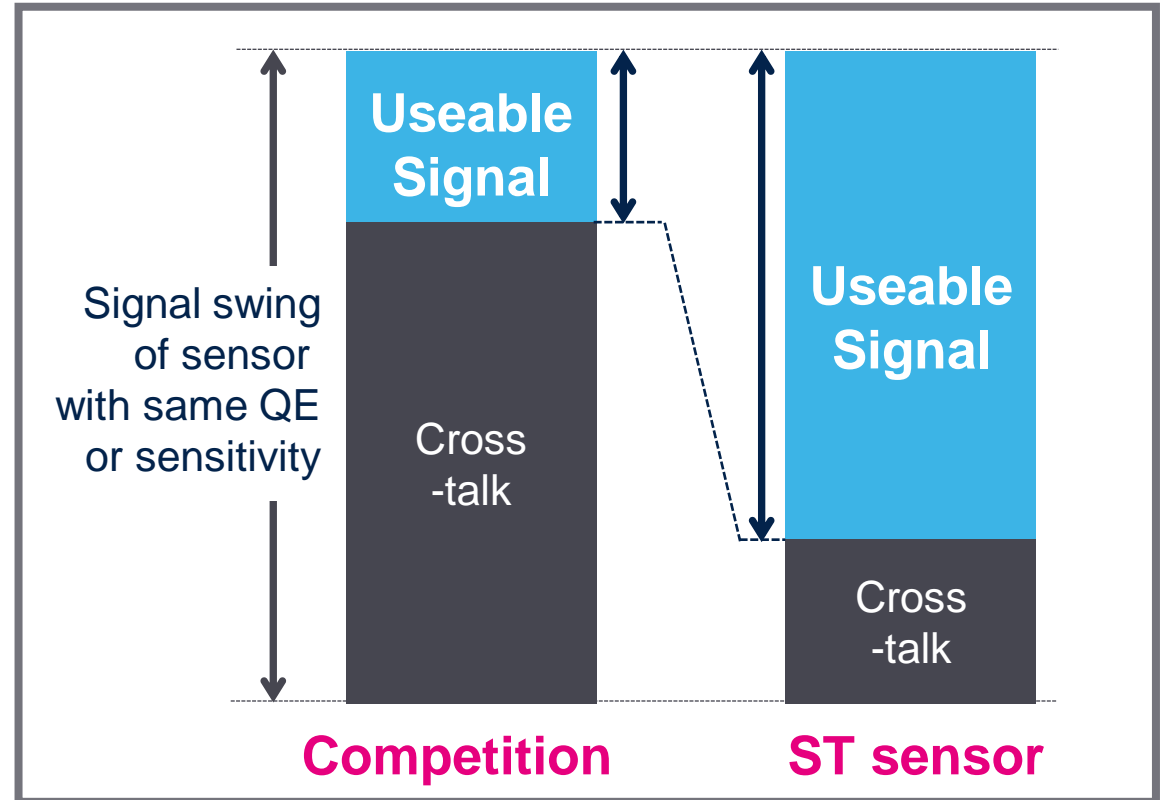 Useable
Signal
Useable
Signal
Signal swing
of sensor
with same QE
or sensitivity
Cross
-talk
Cross
-talk
Competition
ST sensor